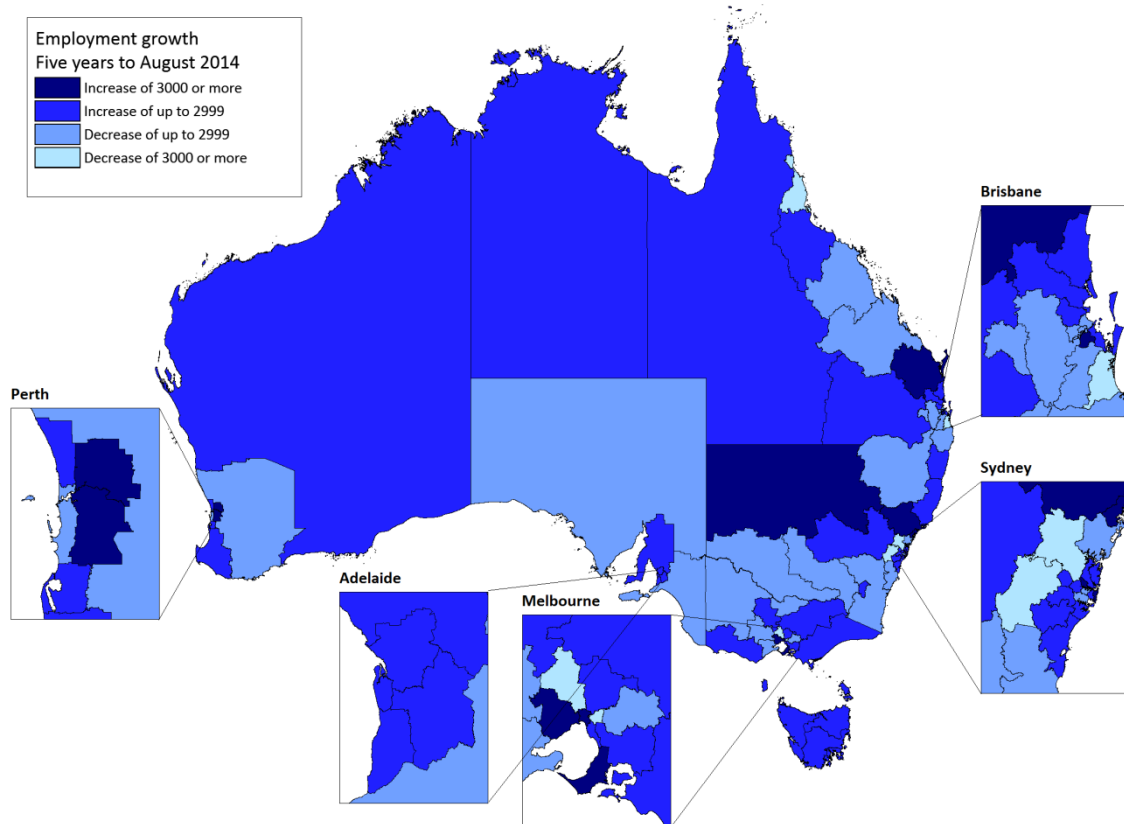 Employment growth
Five years to August 2014
Increase of 3000 or more
Increase of up to 2999
Decrease of up to 2999
Decrease of 3000 or more
Brisbane
Perth
Sydney
Adelaide
Melbourne